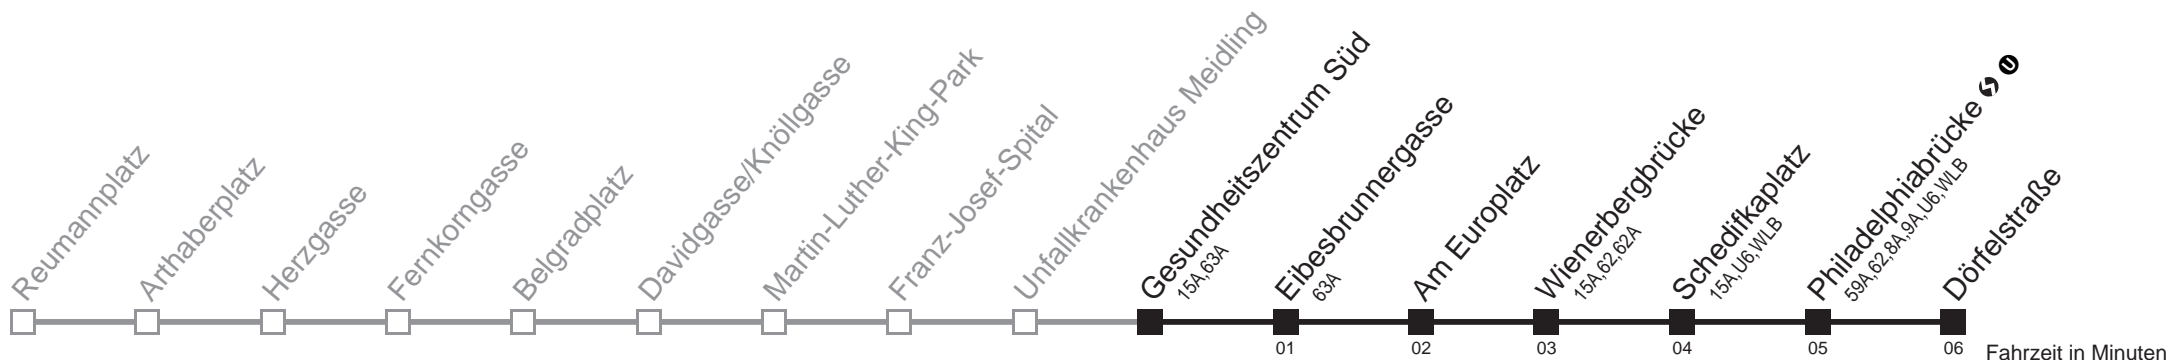 Reumannplatz
Arthaberplatz
Herzgasse
Fernkorngasse
Belgradplatz
Davidgasse/Knöllgasse
Martin-Luther-King-Park
Franz-Josef-Spital
Unfallkrankenhaus Meidling
Gesundheitszentrum Süd
15A,63A
Eibesbrunnergasse
63A
Am Europlatz
Wienerbergbrücke
15A,62,62A
Schedifkaplatz
15A,U6,WLB
Philadelphiabrücke S U
59A,62,8A,9A,U6,WLB
Dörfelstraße
01 02 03 04 05 06 Fahrzeit in Minuten